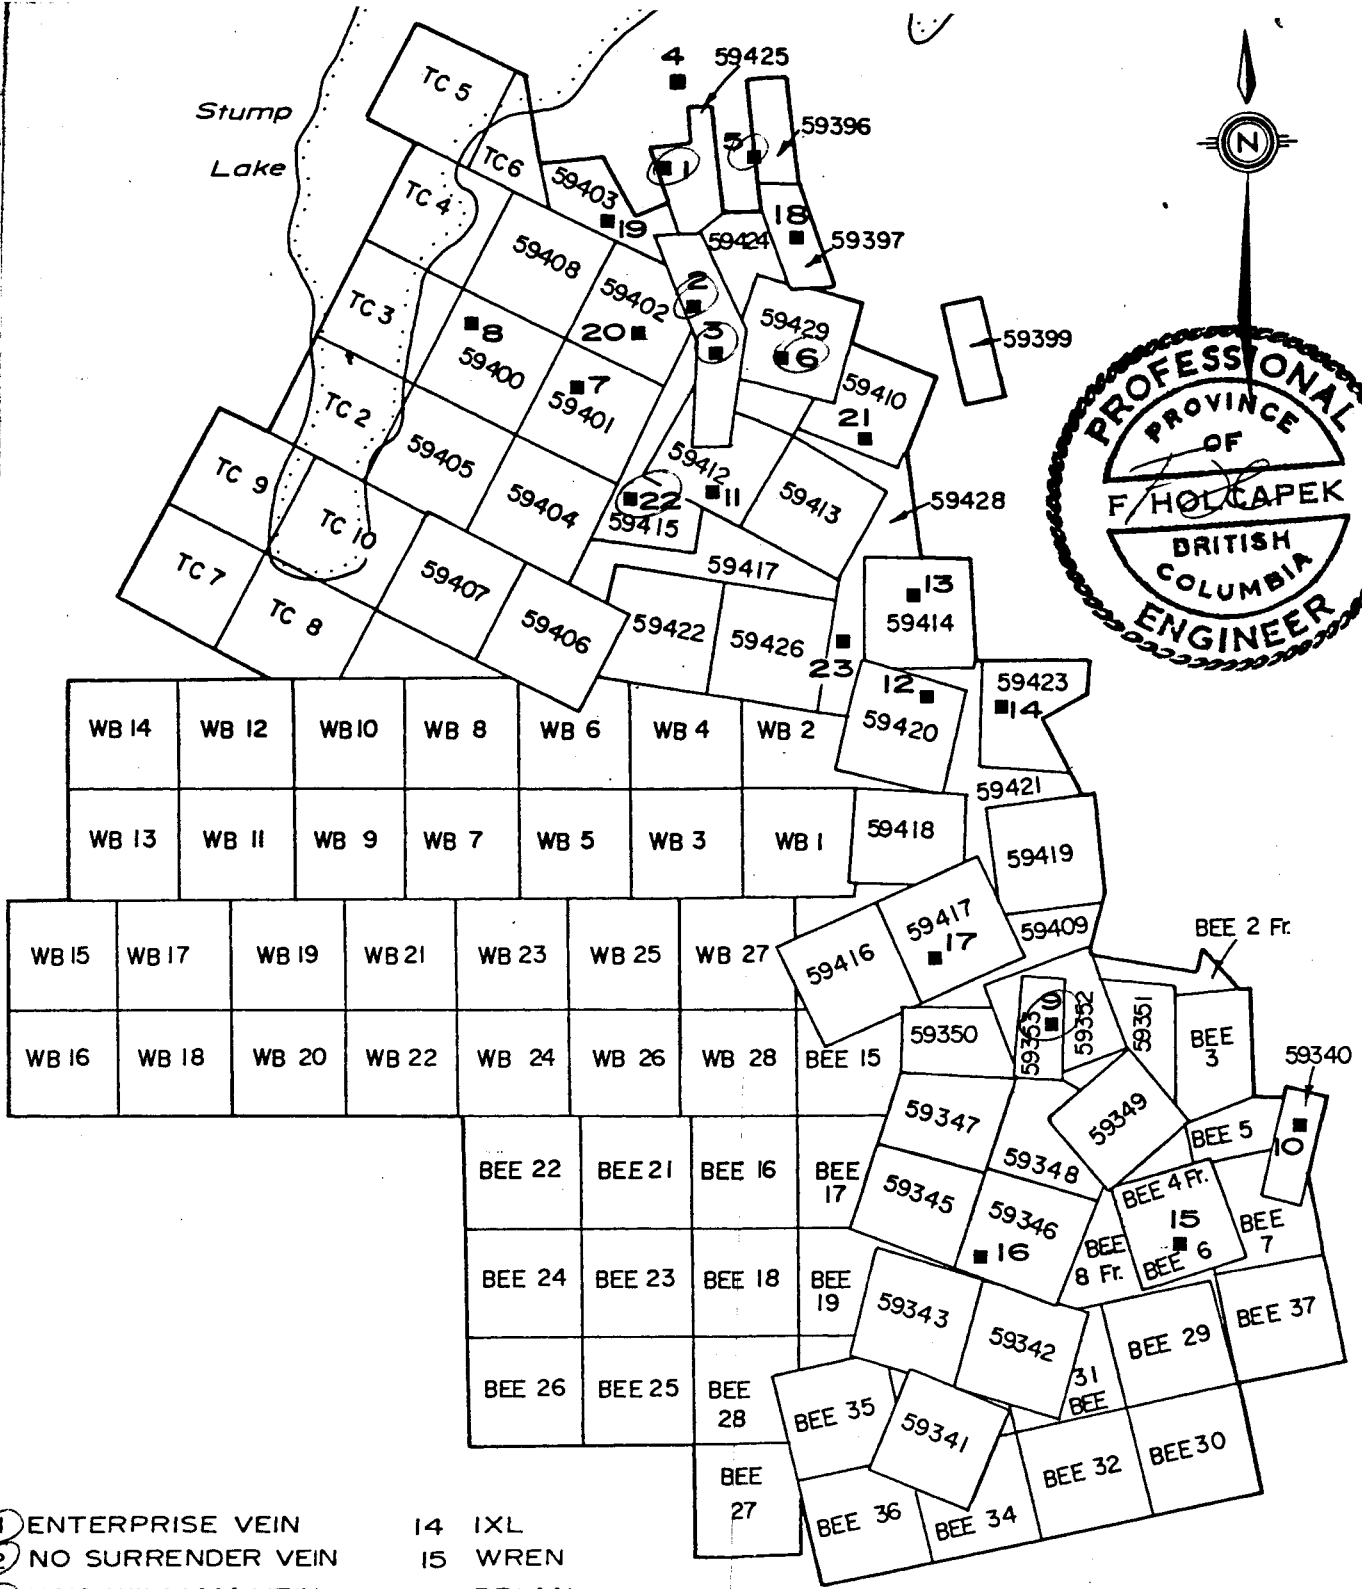 4
59425
TC 5
Stump
Lake
59396
5
1
TC6
59403
TC 4
19
18
59424
59397
N
59408
2
59402
TC 3
8
20
3
59429
6
59399
59400
7
59401
59410
21
TC 2
59405
59412
11
59413
TC 9
22
59415
59404
59428
TC 10
59417
TC 7
59407
13
59414
TC 8
59406
59422
59426
23
12
59420
59423
14
PROFESSIONAL
PROVINCE
OF
F HOLCAPEK
BRITISH
COLUMBIA
ENGINEER
WB 14
WB 12
WB 10
WB 8
WB 6
WB 4
WB 2
59421
WB 13
WB 11
WB 9
WB 7
WB 5
WB 3
WB 1
59418
59419
59409
BEE 2 Fr.
WB 15
WB 17
WB 19
WB 21
WB 23
WB 25
WB 27
59416
59417
17
WB 16
WB 18
WB 20
WB 22
WB 24
WB 26
WB 28
BEE 15
59350
59353
59352
59351
BEE
3
59340
10
59347
59349
BEE 5
BEE 22
BEE 21
BEE 16
BEE
17
59345
59348
59346
16
BEE 4 Fr.
15
BEE 6
BEE
7
BEE
8 Fr.
BEE 24
BEE 23
BEE 18
BEE
19
59343
59342
BEE 29
BEE 37
31
BEE
BEE 26
BEE 25
BEE
28
BEE 35
59341
BEE
27
BEE 36
BEE 34
BEE 32
BEE 30
1 ENTERPRISE VEIN
2 NO SURRENDER VEIN
14 IXL
15 WREN